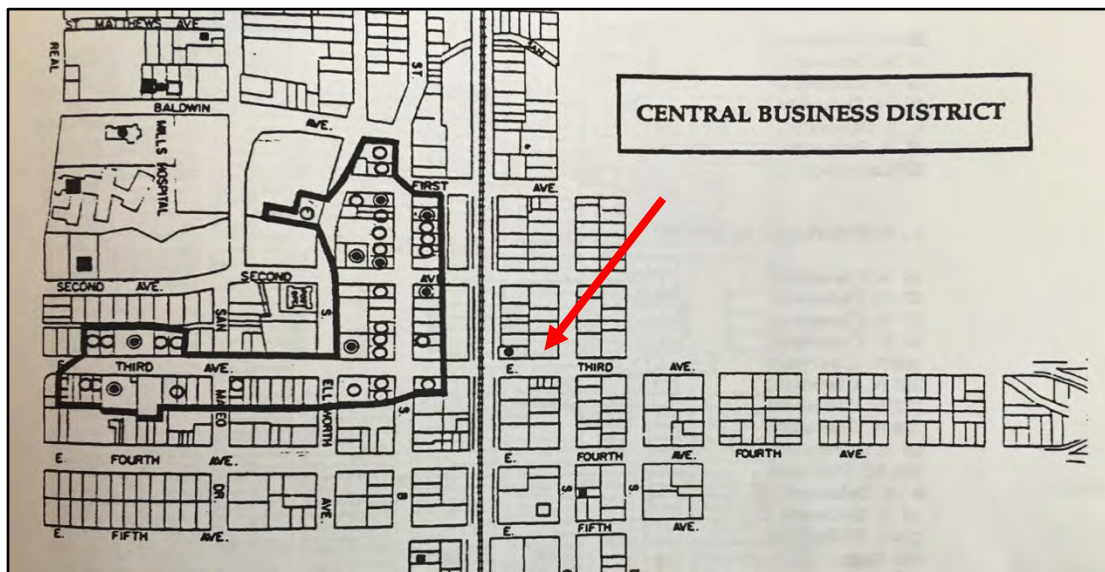 ST. MATTHEWS AVE
REAL
BALDWIN
AVE.
ST.
SAN
CENTRAL BUSINESS DISTRICT
MILLS HOSPITAL
FIRST
AVE.
SECOND
AVE.
SECOND
AVE.
SAN
S.
E.
THIRD
AVE.
E.
THIRD
AVE.
MATEO
ELLSWORTH
S.
E.
FOURTH
AVE.
E.
FOURTH
AVE.
FOURTH
AVE.
DR.
AVE.
B
S.
S.
E.
FIFTH
AVE.
E.
FIFTH
AVE.